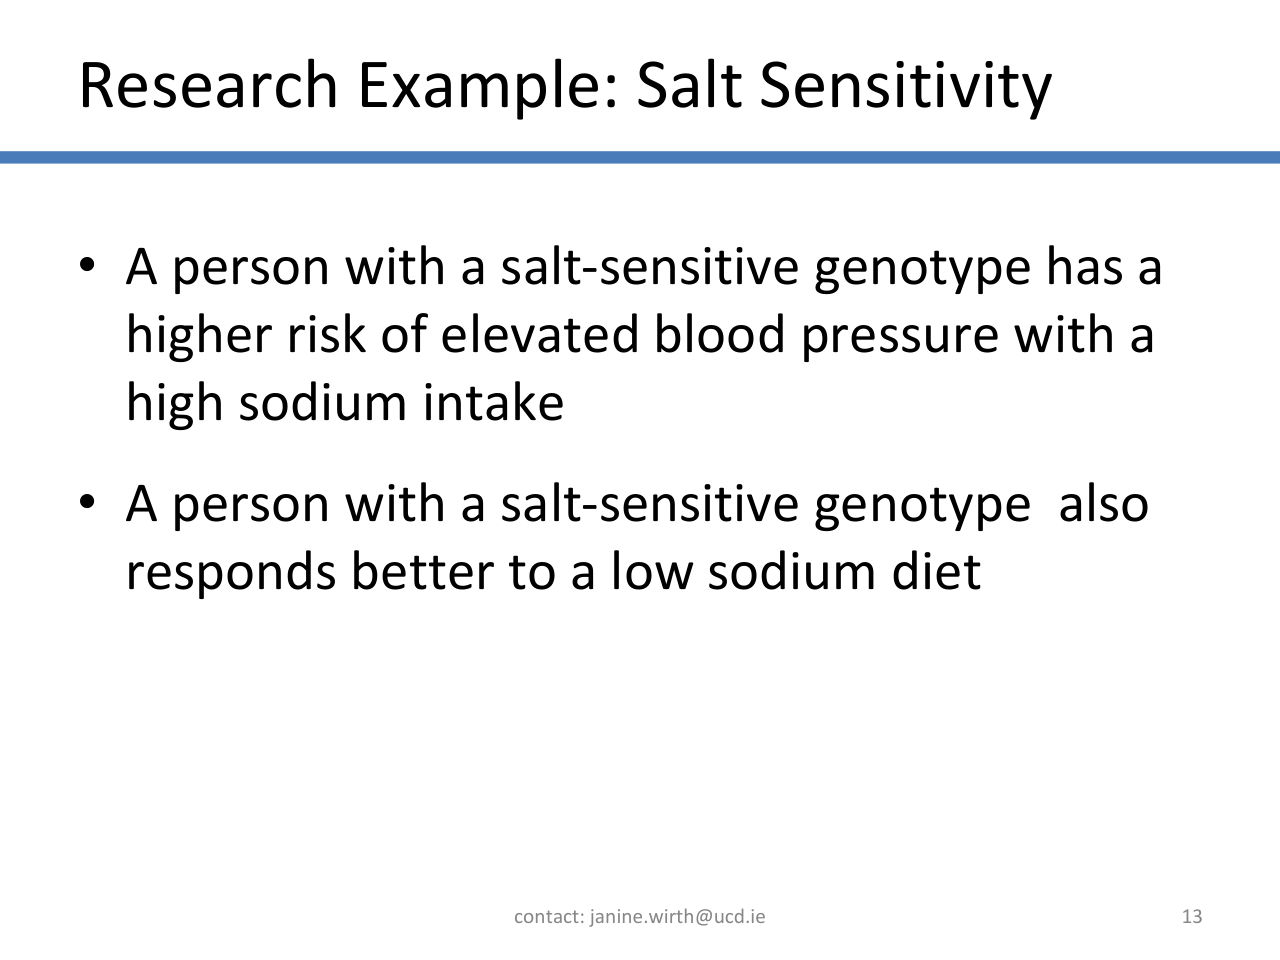 Research Example: Salt Sensitivity
• A person with a salt-sensitive genotype has a
higher risk of elevated blood pressure with a
high sodium intake
• A person with a salt-sensitive genotype  also
responds better to a low sodium diet
contact: janine.wirth@ucd.ie
13